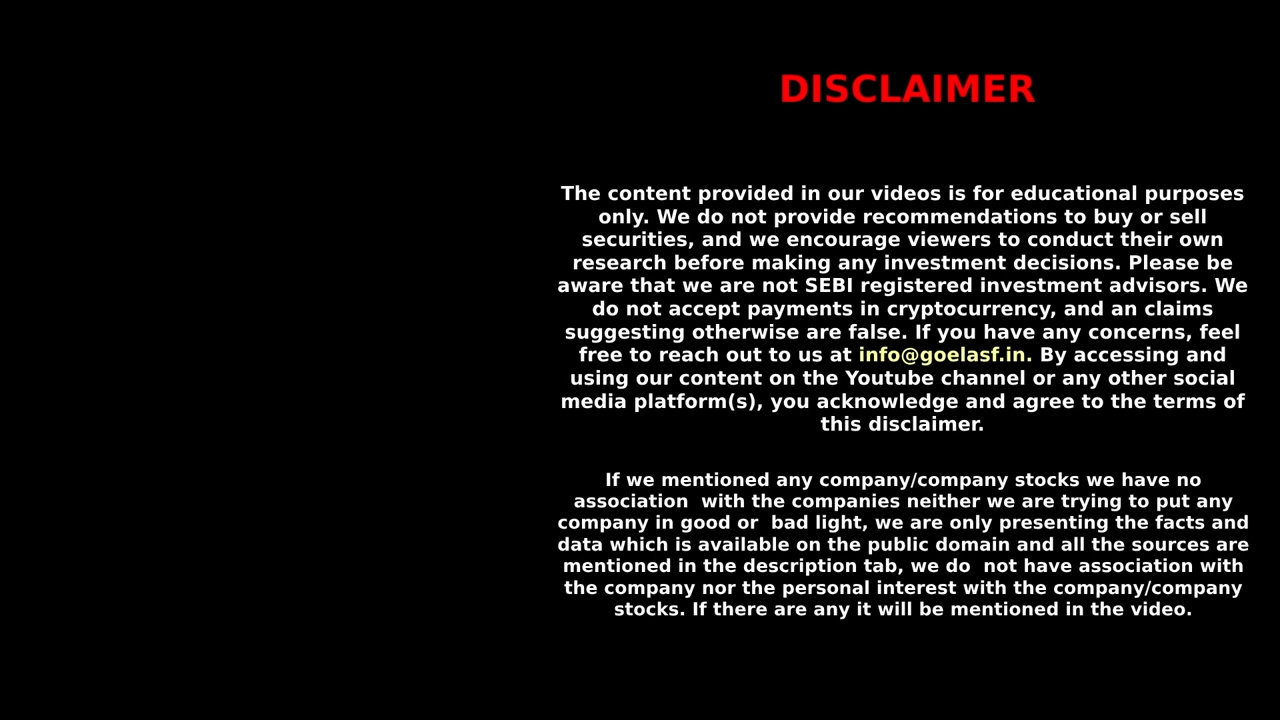 DISCLAIMER
The content provided in our videos is for educational purposes
only. We do not provide recommendations to buy or sell
securities, and we encourage viewers to conduct their own
research before making any investment decisions. Please be
aware that we are not SEBI registered investment advisors. We
do not accept payments in cryptocurrency, and an claims
suggesting otherwise are false. If you have any concerns, feel
free to reach out to us at info@goelasf.in. By accessing and
using our content on the Youtube channel or any other social
media platform(s), you acknowledge and agree to the terms of
this disclaimer.
If we mentioned any company/company stocks we have no
association  with the companies neither we are trying to put any
company in good or  bad light, we are only presenting the facts and
data which is available on the public domain and all the sources are
mentioned in the description tab, we do  not have association with
the company nor the personal interest with the company/company
stocks. If there are any it will be mentioned in the video.